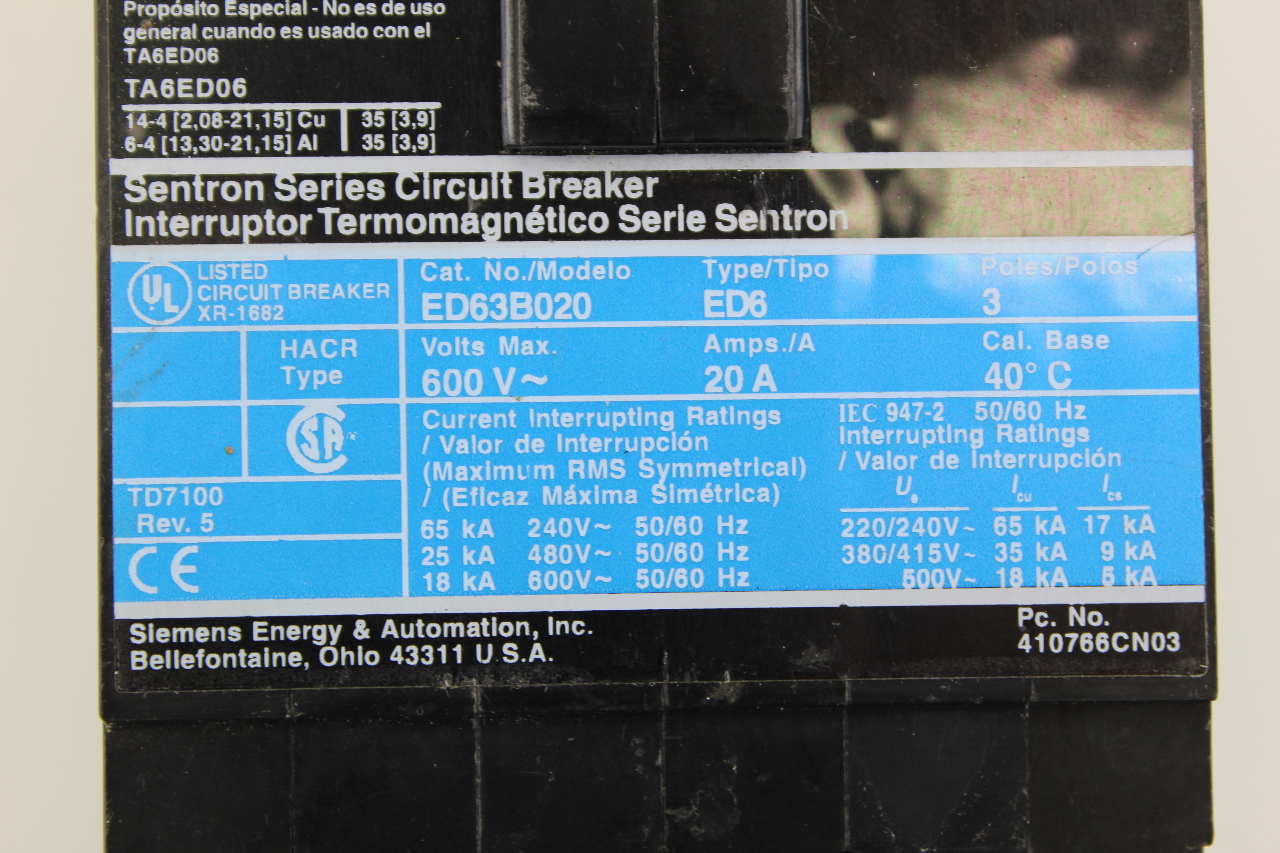 Propósito Especial - No es de uso
general cuando es usado con el
TA6ED06
TA6ED06
14-4 [2,08-21,15] Cu 35 [3,9]
6-4 [13,30-21,15] Al 35 [3,9]
Sentron Series Circuit Breaker
Interruptor Termomagnético Serie Sentron
UL LISTED
CIRCUIT BREAKER
XR-1682
Cat. No./Modelo Type/Tipo Poles/Polos
ED63B020 ED6 3
HACR
Type
Volts Max. Amps./A Cal. Base
600 V~ 20 A 40° C
SA
Current Interrupting Ratings
/ Valor de Interrupción
(Maximum RMS Symmetrical)
/ (Eficaz Máxima Simétrica)
65 kA 240V~ 50/60 Hz
25 kA 480V~ 50/60 Hz
18 kA 600V~ 50/60 Hz
IEC 947-2 50/60 Hz
Interrupting Ratings
/ Valor de Interrupción
Ue Icu Ics
220/240V~ 65 kA 17 kA
380/415V~ 35 kA 9 kA
500V~ 18 kA 5 kA
TD7100
Rev. 5
CE
Siemens Energy & Automation, Inc.
Bellefontaine, Ohio 43311 U.S.A.
Pc. No.
410766CN03